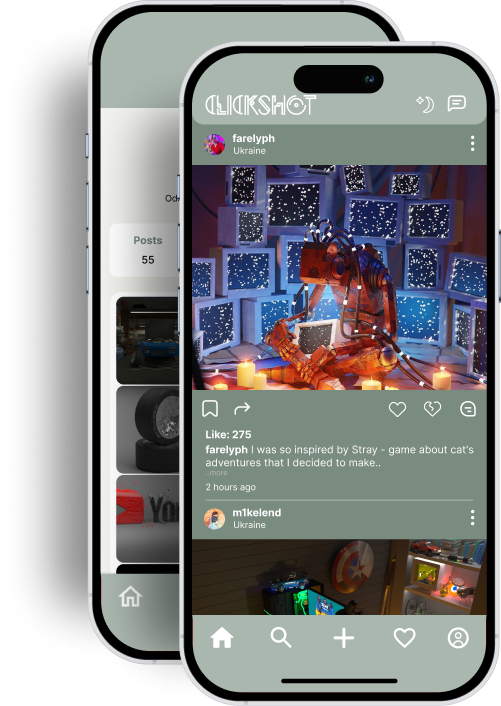 CLICKSHOT
farelyph
Ukraine
Posts
55
Like: 275
farelyph I was so inspired by Stray - game about cat's
adventures that I decided to make..
..more
2 hours ago
m1kelend
Ukraine